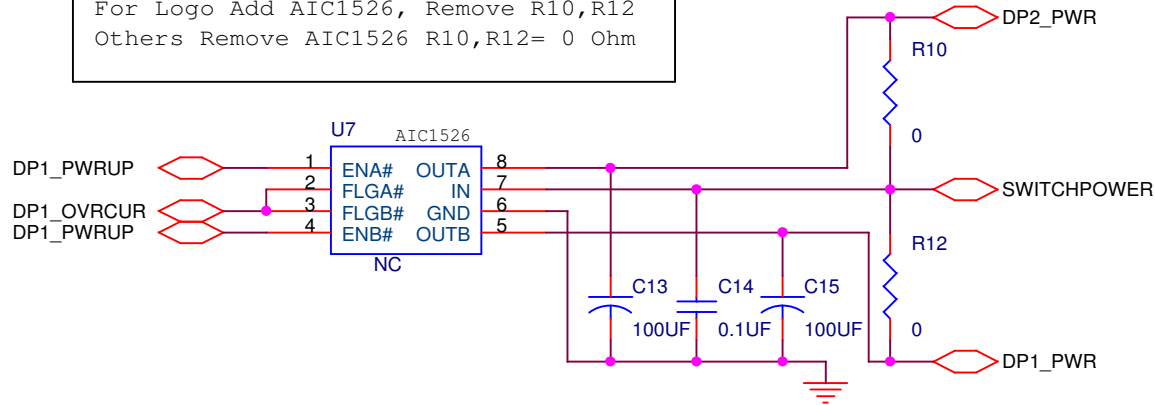 For Logo Add AIC1526, Remove R10,R12
Others Remove AIC1526 R10,R12= 0 Ohm
DP2_PWR
R10
0
U7
AIC1526
DP1_PWRUP
1
ENA#
OUTA
8
2
FLGA#
IN
7
SWITCHPOWER
DP1_OVRCUR
3
FLGB#
GND
6
DP1_PWRUP
4
ENB#
OUTB
5
NC
R12
0
C13
100UF
C14
0.1UF
C15
100UF
DP1_PWR